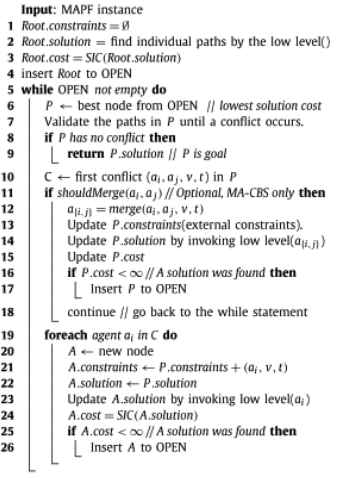 Input: MAPF instance
1 Root.constraints = ∅
2 Root.solution = find individual paths by the low level()
3 Root.cost = SIC(Root.solution)
4 insert Root to OPEN
5 while OPEN not empty do
6 P ← best node from OPEN // lowest solution cost
7 Validate the paths in P until a conflict occurs.
8 if P has no conflict then
9 return P.solution // P is goal
10 C ← first conflict (a_i, a_j, v, t) in P
11 if shouldMerge(a_i, a_j) // Optional, MA-CBS only then
12 a_{i,j} = merge(a_i, a_j, v, t)
13 Update P.constraints(external constraints).
14 Update P.solution by invoking low level(a_{i,j})
15 Update P.cost
16 if P.cost < ∞ // A solution was found then
17 Insert P to OPEN
18 continue // go back to the while statement
19 foreach agent a_i in C do
20 A ← new node
21 A.constraints ← P.constraints + (a_i, v, t)
22 A.solution ← P.solution
23 Update A.solution by invoking low level(a_i)
24 A.cost = SIC(A.solution)
25 if A.cost < ∞ // A solution was found then
26 Insert A to OPEN